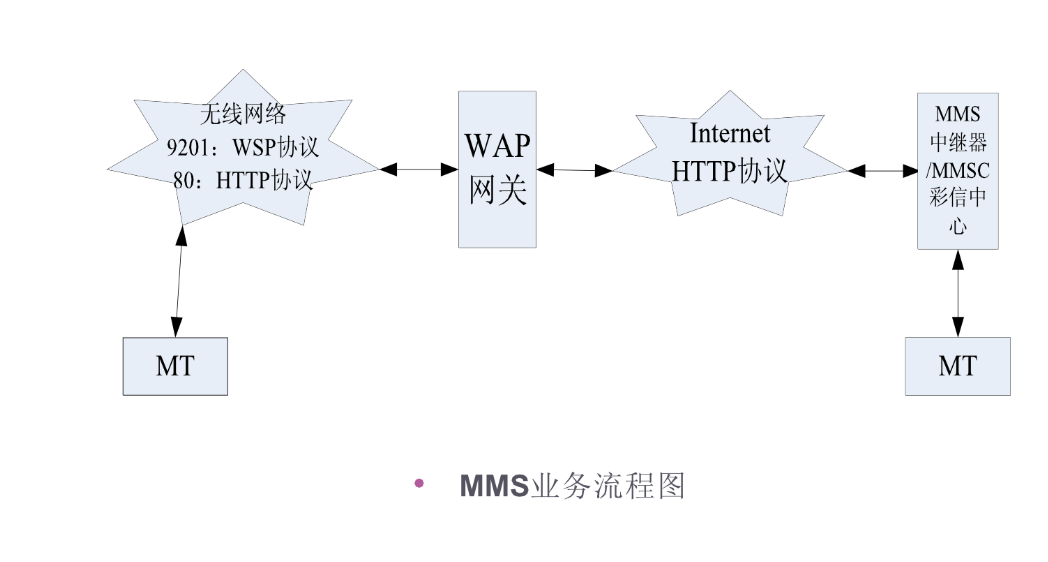 无线网络
9201：WSP协议
80：HTTP协议
WAP
网关
Internet
HTTP协议
MMS
中继器
/MMSC
彩信中
心
MT
MT
• MMS业务流程图